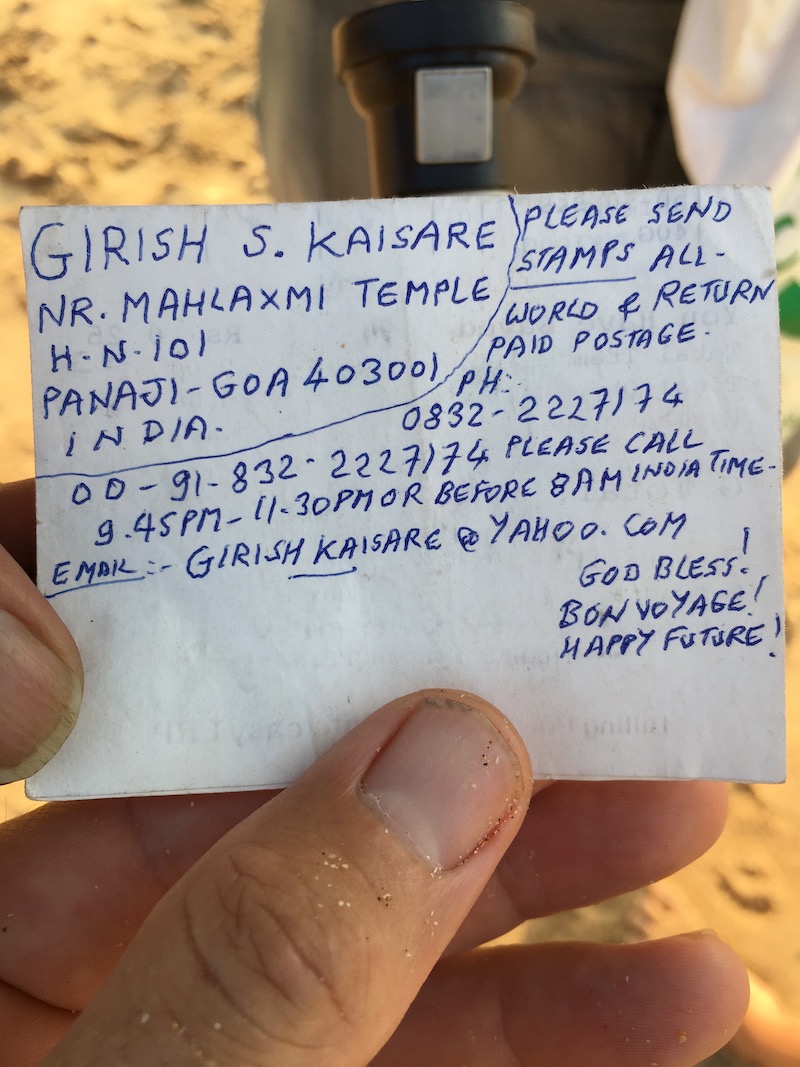 GIRISH S. KAISARE
NR. MAHLAXMI TEMPLE
H-N-101
PANAJI-GOA 403001
INDIA.
PLEASE SEND
STAMPS ALL-
WORLD & RETURN
PAID POSTAGE.
PH:
0832-2227174
00-91-832-2227174 PLEASE CALL
9.45PM-11.30PM OR BEFORE 8AM INDIA TIME-
EMAIL:- GIRISHKAISARE@YAHOO.COM
GOD BLESS!
BON VOYAGE!
HAPPY FUTURE!